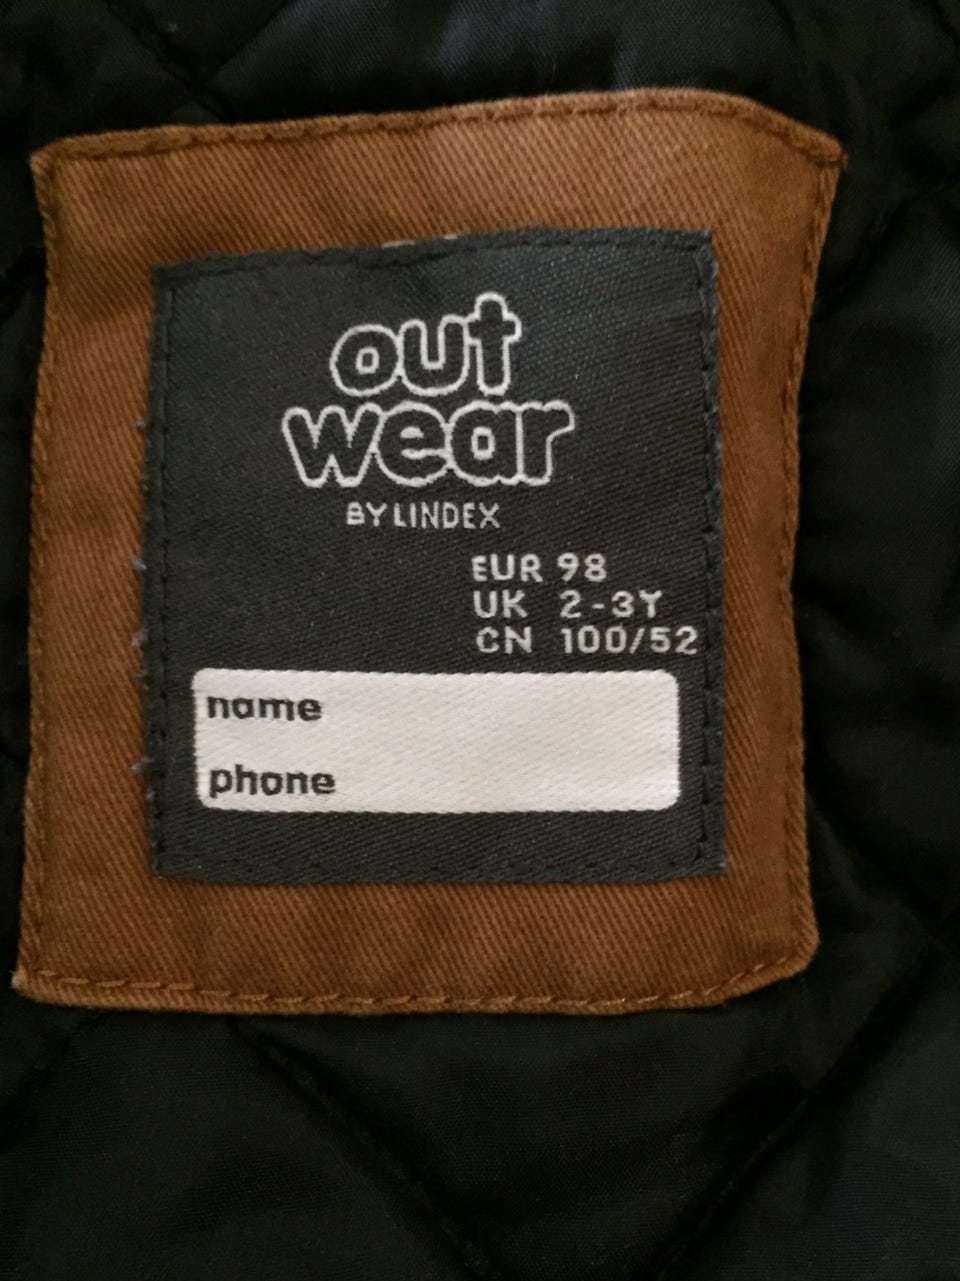 out
wear
BY LINDEX
EUR 98
UK 2-3Y
CN 100/52
name
phone